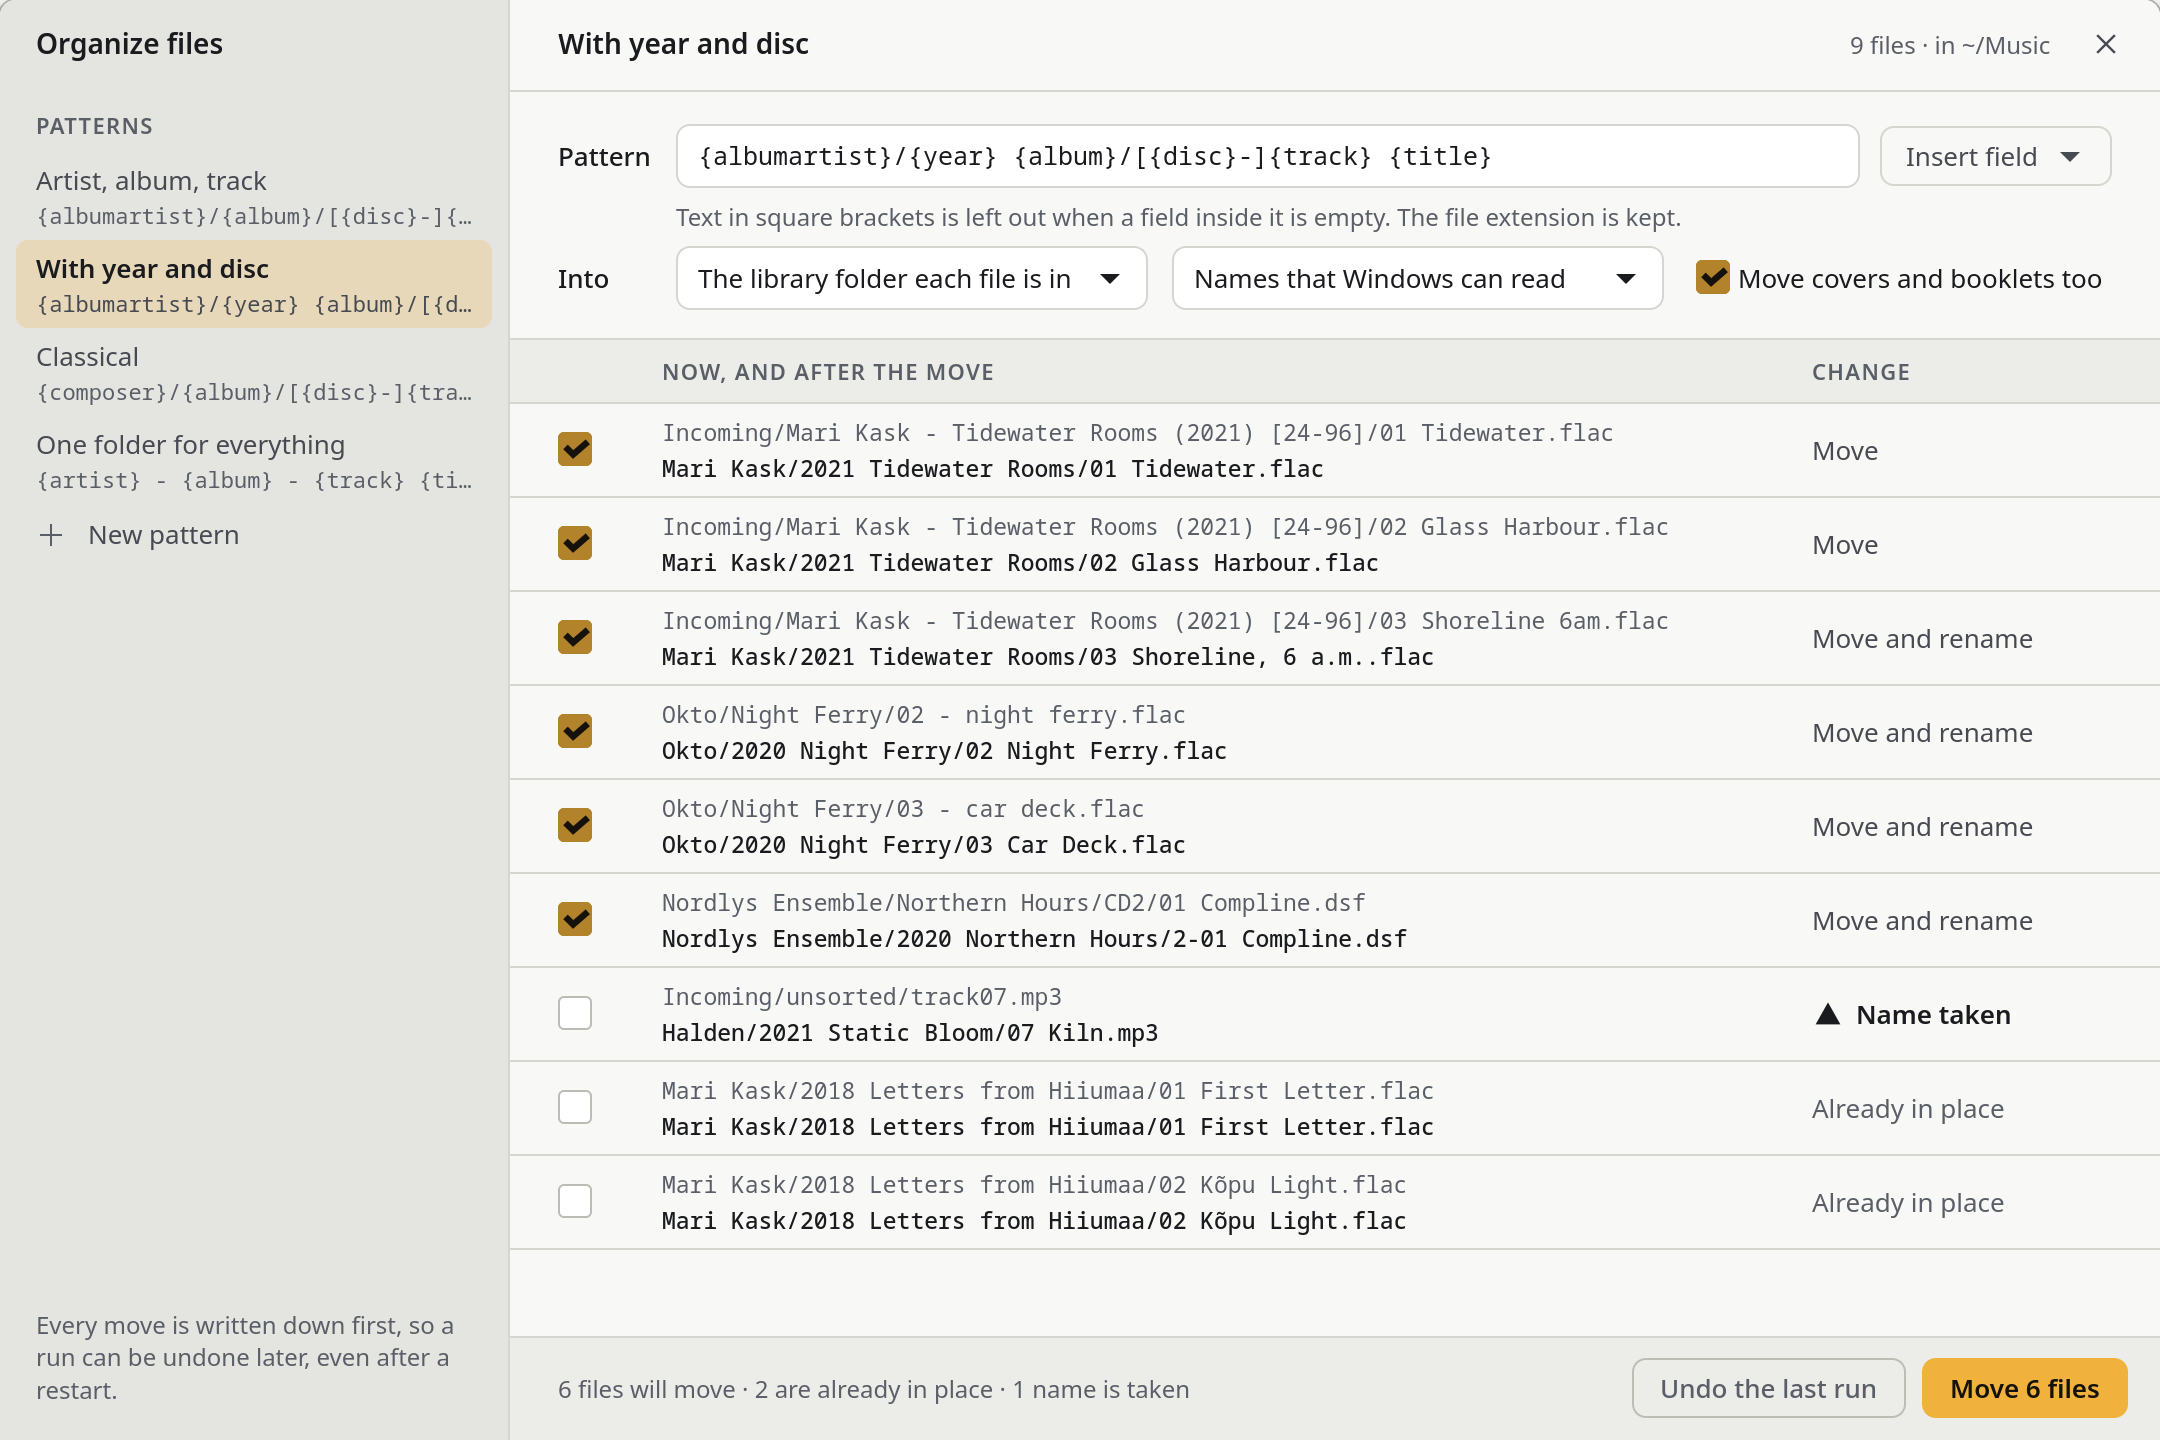 Organize files
PATTERNS
Artist, album, track
{albumartist}/{album}/[{disc}-]{…
With year and disc
{albumartist}/{year} {album}/[{d…
Classical
{composer}/{album}/[{disc}-]{tra…
One folder for everything
{artist} - {album} - {track} {ti…
New pattern
Every move is written down first, so a
run can be undone later, even after a
restart.
With year and disc
9 files · in ~/Music
Pattern
{albumartist}/{year} {album}/[{disc}-]{track} {title}
Insert field
Text in square brackets is left out when a field inside it is empty. The file extension is kept.
Into
The library folder each file is in
Names that Windows can read
Move covers and booklets too
NOW, AND AFTER THE MOVE
CHANGE
Incoming/Mari Kask - Tidewater Rooms (2021) [24-96]/01 Tidewater.flac
Mari Kask/2021 Tidewater Rooms/01 Tidewater.flac
Move
Incoming/Mari Kask - Tidewater Rooms (2021) [24-96]/02 Glass Harbour.flac
Mari Kask/2021 Tidewater Rooms/02 Glass Harbour.flac
Move
Incoming/Mari Kask - Tidewater Rooms (2021) [24-96]/03 Shoreline 6am.flac
Mari Kask/2021 Tidewater Rooms/03 Shoreline, 6 a.m..flac
Move and rename
Okto/Night Ferry/02 - night ferry.flac
Okto/2020 Night Ferry/02 Night Ferry.flac
Move and rename
Okto/Night Ferry/03 - car deck.flac
Okto/2020 Night Ferry/03 Car Deck.flac
Move and rename
Nordlys Ensemble/Northern Hours/CD2/01 Compline.dsf
Nordlys Ensemble/2020 Northern Hours/2-01 Compline.dsf
Move and rename
Incoming/unsorted/track07.mp3
Halden/2021 Static Bloom/07 Kiln.mp3
Name taken
Mari Kask/2018 Letters from Hiiumaa/01 First Letter.flac
Mari Kask/2018 Letters from Hiiumaa/01 First Letter.flac
Already in place
Mari Kask/2018 Letters from Hiiumaa/02 Kõpu Light.flac
Mari Kask/2018 Letters from Hiiumaa/02 Kõpu Light.flac
Already in place
6 files will move · 2 are already in place · 1 name is taken
Undo the last run
Move 6 files